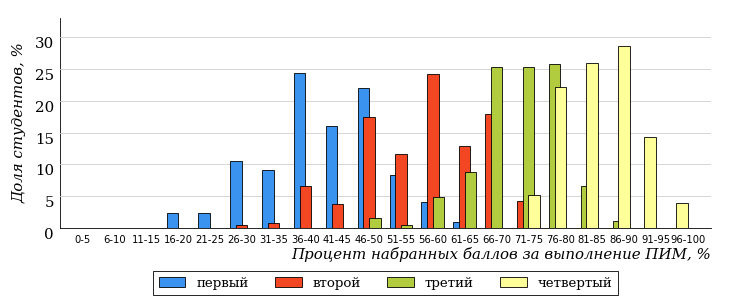 Доля студентов, %
30
25
20
15
10
5
0
0-5 6-10 11-15 16-20 21-25 26-30 31-35 36-40 41-45 46-50 51-55 56-60 61-65 66-70 71-75 76-80 81-85 86-90 91-95 96-100
Процент набранных баллов за выполнение ПИМ, %
первый второй третий четвертый